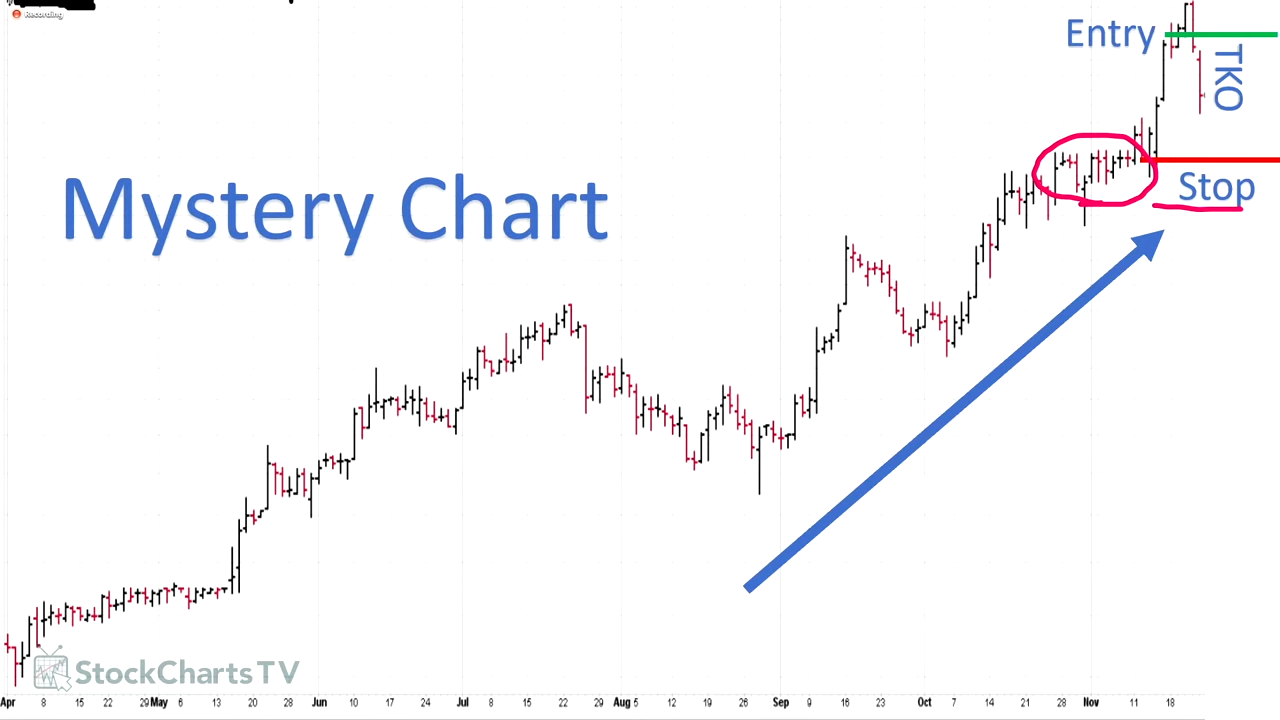 Recording
Entry
TKO
Mystery Chart
Stop
StockChartsTV
Apr 8 15 22 29 May 6 13 20 28 Jun 10 17 24 Jul 8 15 22 29 Aug 5 12 19 26 Sep 9 16 23 Oct 7 14 21 28 Nov 11 18